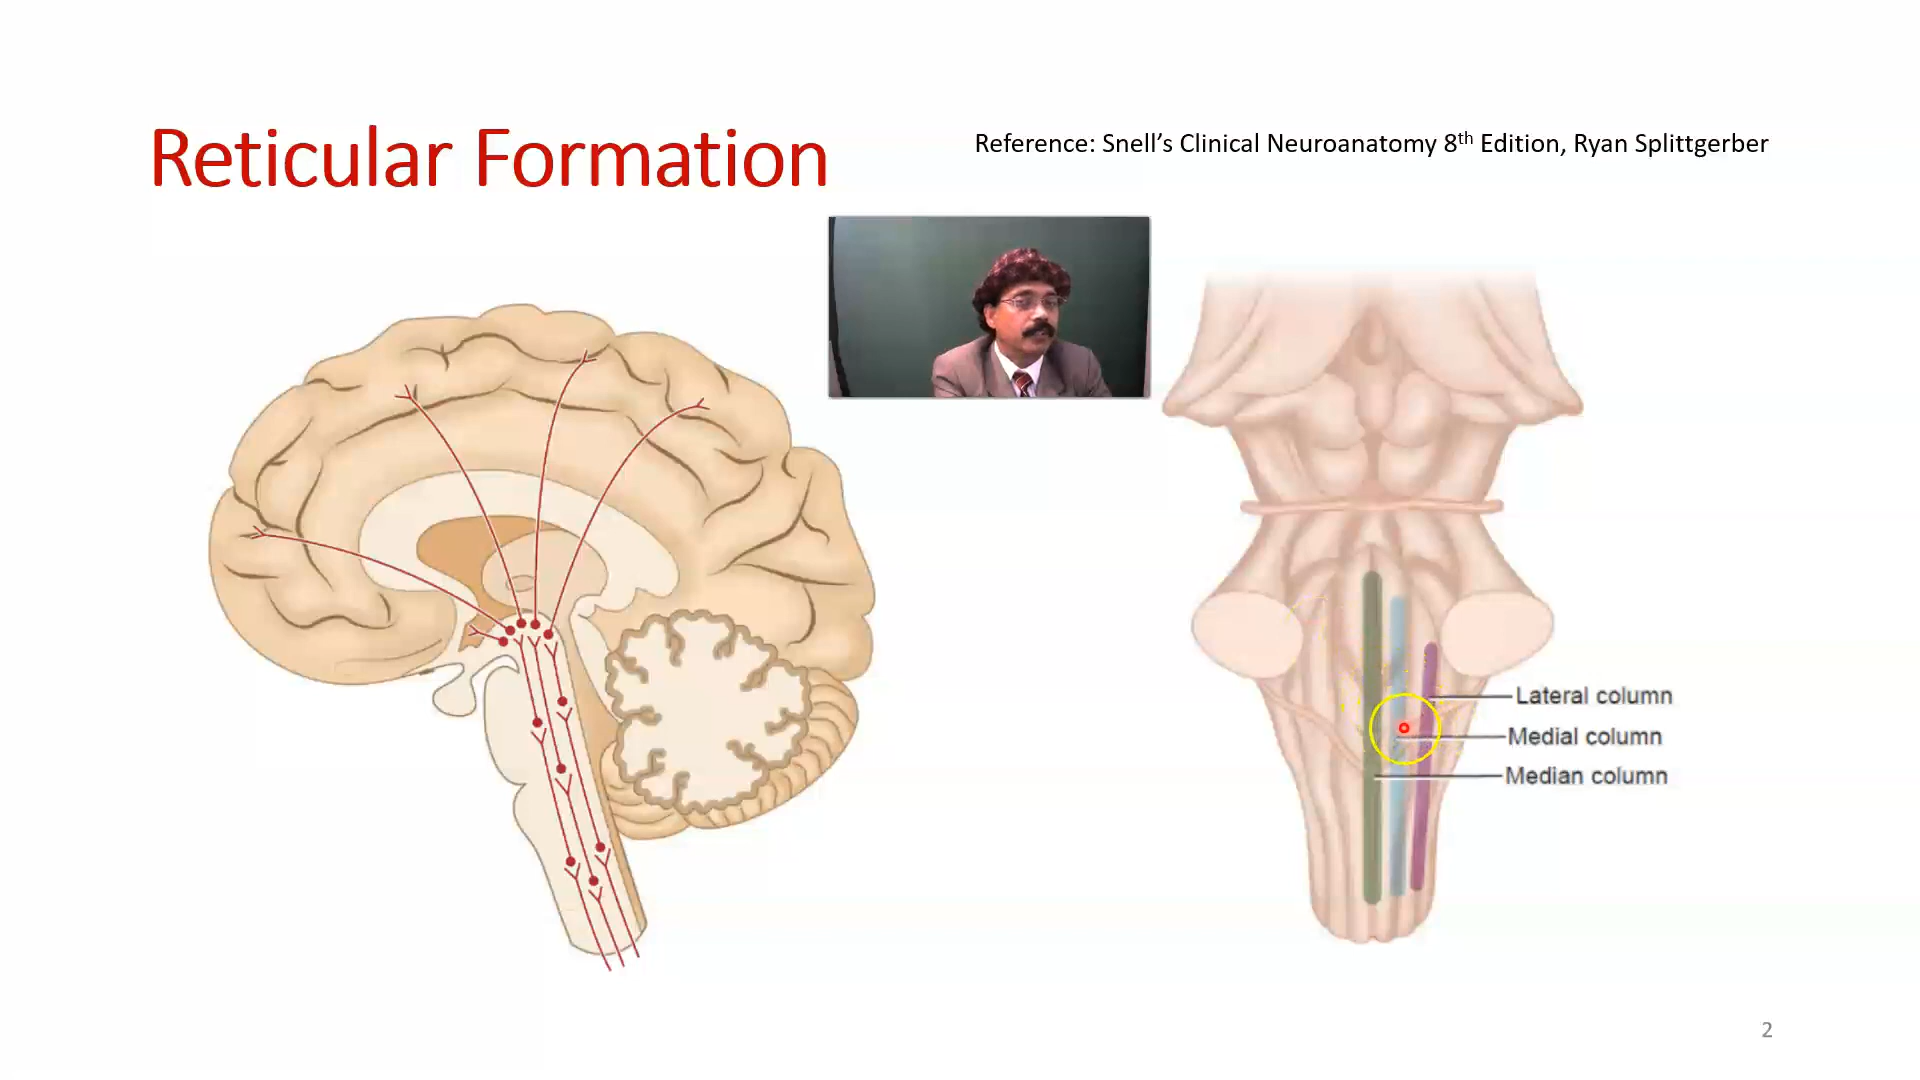 Reticular Formation
Reference: Snell’s Clinical Neuroanatomy 8th Edition, Ryan Splittgerber
Lateral column
Medial column
Median column
2